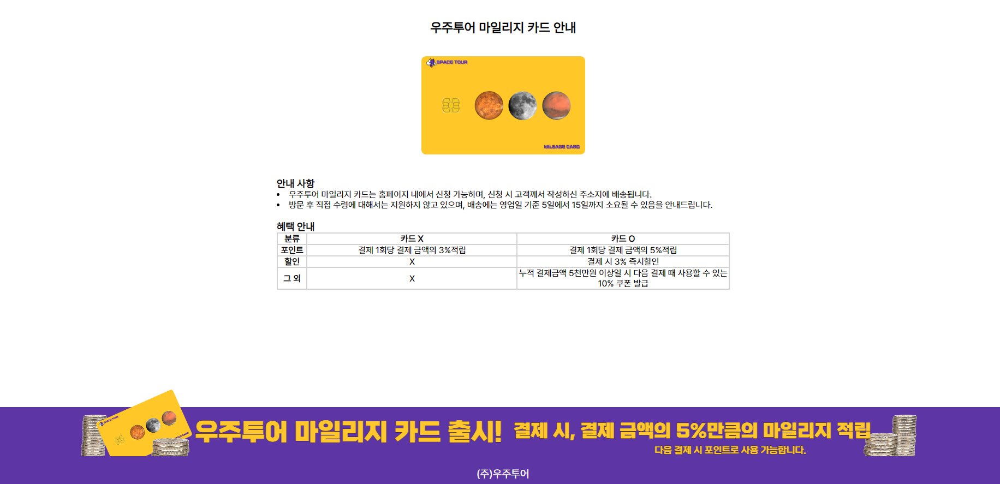 우주투어 마일리지 카드 안내
SPACE TOUR
MILEAGE CARD
안내 사항
• 우주투어 마일리지 카드는 홈페이지 내에서 신청 가능하며, 신청 시 고객께서 작성하신 주소지에 배송됩니다.
• 방문 후 직접 수령에 대해서는 지원하지 않고 있으며, 배송에는 영업일 기준 5일에서 15일까지 소요될 수 있음을 안내드립니다.
혜택 안내
분류 카드 X 카드 O
포인트 결제 1회당 결제 금액의 3%적립 결제 1회당 결제 금액의 5%적립
할인 X 결제 시 3% 즉시할인
그 외 X 누적 결제금액 5천만원 이상일 시 다음 결제 때 사용할 수 있는
10% 쿠폰 발급
SPACE TOUR
MILEAGE CARD
우주투어 마일리지 카드 출시! 결제 시, 결제 금액의 5%만큼의 마일리지 적립
다음 결제 시 포인트로 사용 가능합니다.
(주)우주투어